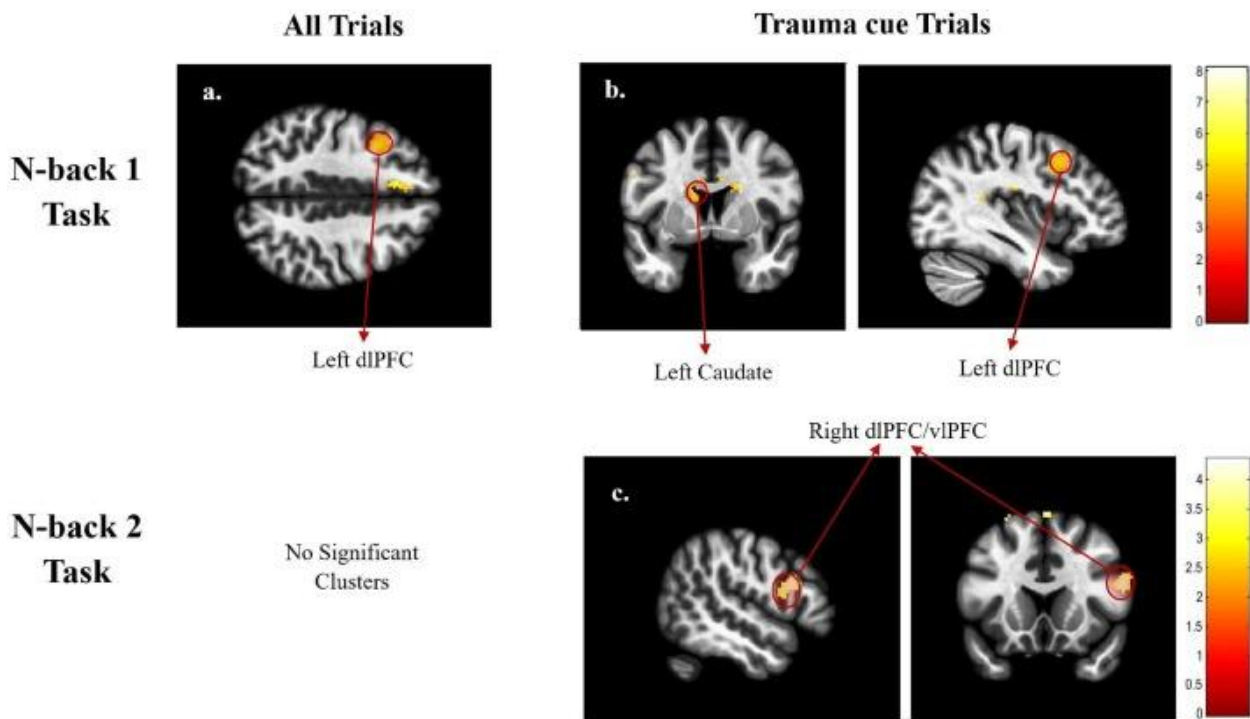 All Trials
Trauma cue Trials
N-back 1
Task
a.
b.
8
7
6
5
4
3
2
1
0
Left dlPFC
Left Caudate
Left dlPFC
Right dlPFC/vlPFC
N-back 2
Task
No Significant
Clusters
c.
4
3.5
3
2.5
2
1.5
1
0.5
0